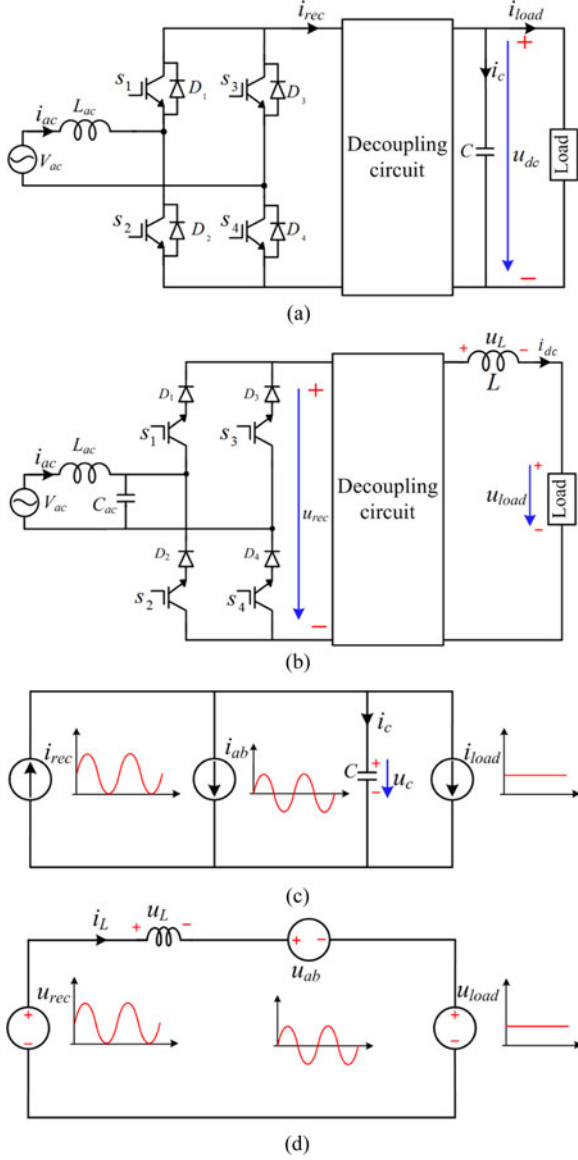 i_rec i_load
s_1 D_1 s_3 D_3
i_c
i_ac L_ac
V_ac
Decoupling circuit
C u_dc Load
s_2 D_2 s_4 D_4
(a)
u_L i_dc
L
D_1 D_3
s_1 s_3
i_ac L_ac
V_ac C_ac
u_rec
Decoupling circuit
u_load Load
D_2 D_4
s_2 s_4
(b)
i_rec i_ab i_c C u_c i_load
(c)
i_L u_L
u_ab
u_rec u_load
(d)